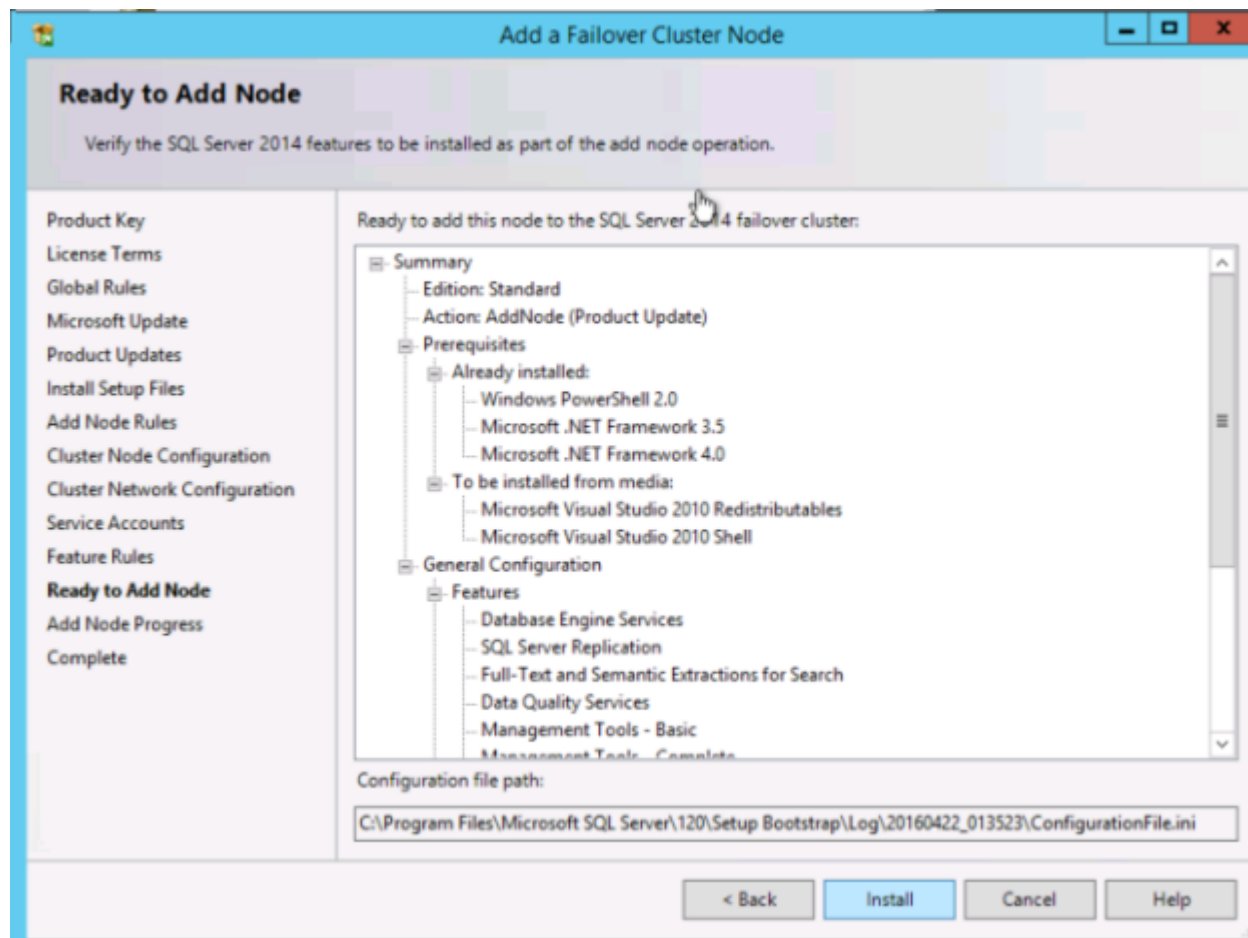 Add a Failover Cluster Node
Ready to Add Node
Verify the SQL Server 2014 features to be installed as part of the add node operation.
Product Key
License Terms
Global Rules
Microsoft Update
Product Updates
Install Setup Files
Add Node Rules
Cluster Node Configuration
Cluster Network Configuration
Service Accounts
Feature Rules
Ready to Add Node
Add Node Progress
Complete
Ready to add this node to the SQL Server 2014 failover cluster:
Summary
Edition: Standard
Action: AddNode (Product Update)
Prerequisites
Already installed:
Windows PowerShell 2.0
Microsoft .NET Framework 3.5
Microsoft .NET Framework 4.0
To be installed from media:
Microsoft Visual Studio 2010 Redistributables
Microsoft Visual Studio 2010 Shell
General Configuration
Features
Database Engine Services
SQL Server Replication
Full-Text and Semantic Extractions for Search
Data Quality Services
Management Tools - Basic
Management Tools - Complete
Configuration file path:
C:\Program Files\Microsoft SQL Server\120\Setup Bootstrap\Log\20160422_013523\ConfigurationFile.ini
< Back
Install
Cancel
Help